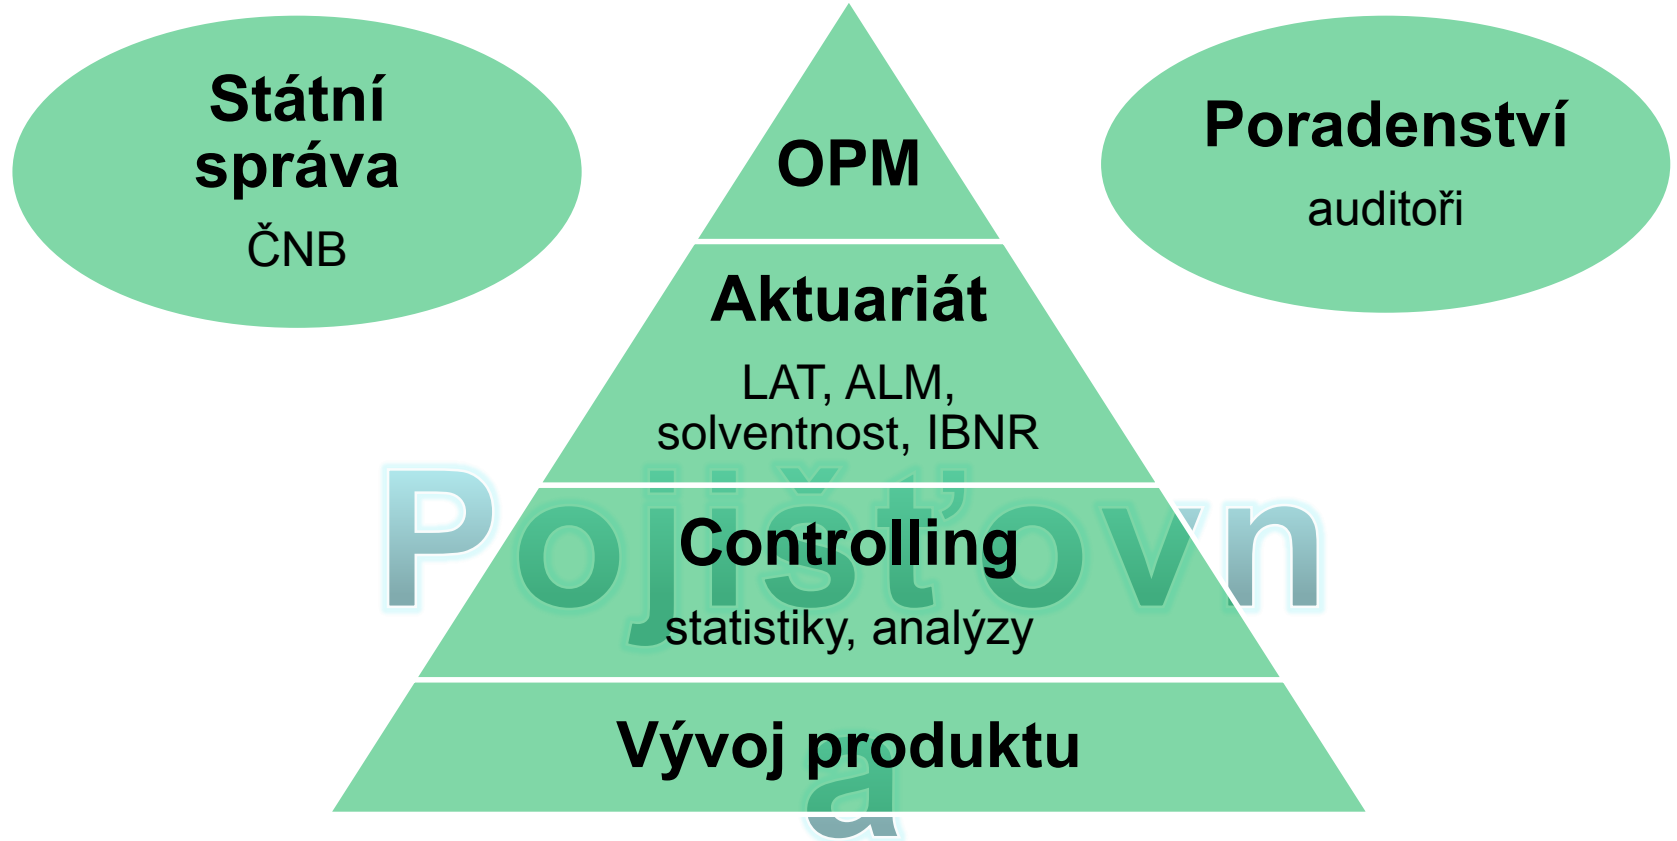 Státní
správa
ČNB
OPM
Poradenství
auditoři
Aktuariát
LAT, ALM,
solventnost, IBNR
Pojišťovn
a
Controlling
statistiky, analýzy
Vývoj produktu